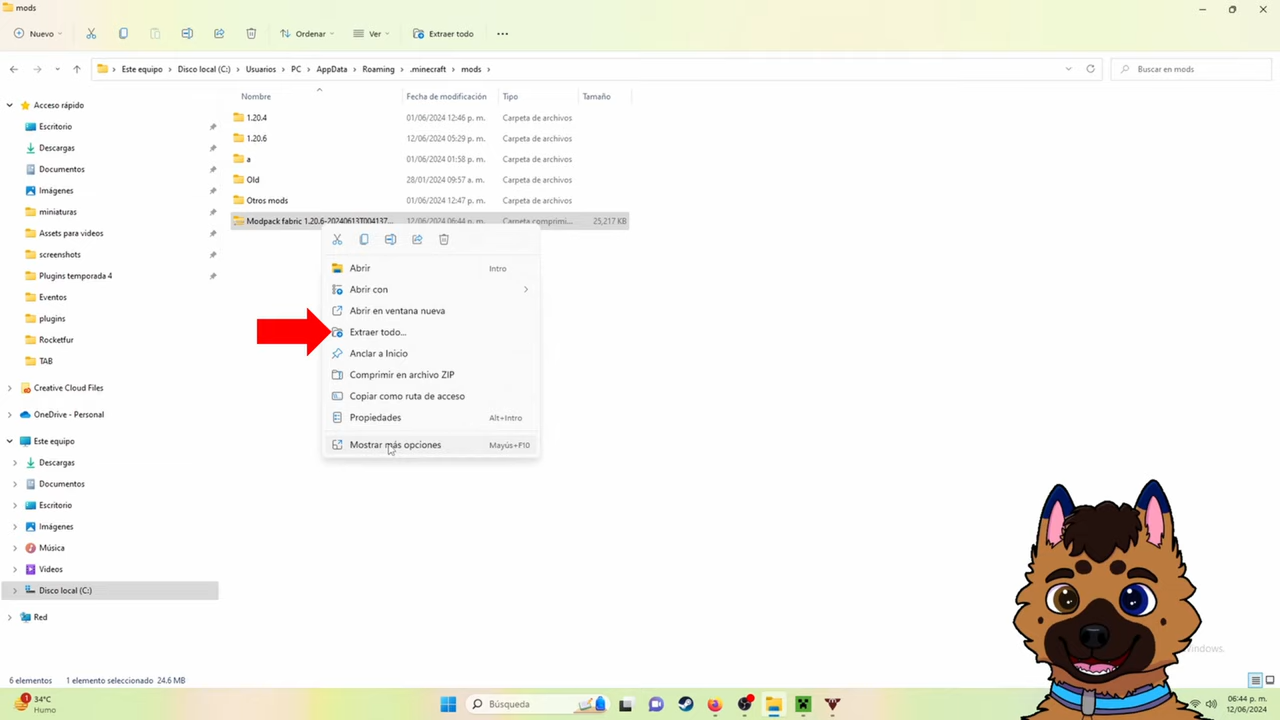 mods
Nuevo
Ordenar
Ver
Extraer todo
Este equipo > Disco local (C:) > Usuarios > PC > AppData > Roaming > .minecraft > mods >
Buscar en mods
Nombre Fecha de modificación Tipo Tamaño
1.20.4 01/06/2024 12:46 p. m. Carpeta de archivos
1.20.6 12/06/2024 05:29 p. m. Carpeta de archivos
a 01/06/2024 01:58 p. m. Carpeta de archivos
Old 28/01/2024 09:57 a. m. Carpeta de archivos
Otros mods 01/06/2024 12:47 p. m. Carpeta de archivos
Modpack fabric 1.20.6-20240613T004137... 12/06/2024 06:44 p. m. Carpeta comprimi... 25,217 KB
Abrir Intro
Abrir con
Abrir en ventana nueva
Extraer todo...
Anclar a Inicio
Comprimir en archivo ZIP
Copiar como ruta de acceso
Propiedades Alt+Intro
Mostrar más opciones Mayús+F10
Acceso rápido
Escritorio
Descargas
Documentos
Imágenes
miniaturas
Assets para videos
screenshots
Plugins temporada 4
Eventos
plugins
Rocketfur
TAB
Creative Cloud Files
OneDrive - Personal
Este equipo
Descargas
Documentos
Escritorio
Imágenes
Música
Videos
Disco local (C:)
Red
Windows.
6 elementos 1 elemento seleccionado 24.6 MB
1
34°C
Humo
Búsqueda
06:44 p. m.
12/06/2024